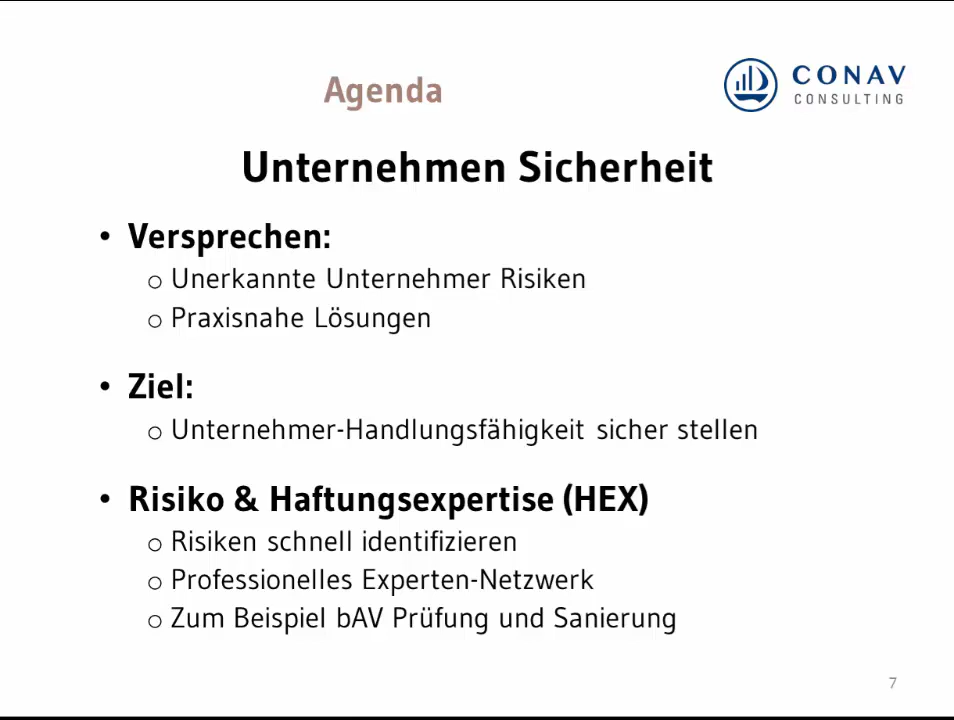 Agenda
CONAV
CONSULTING
Unternehmen Sicherheit
• Versprechen:
o Unerkannte Unternehmer Risiken
o Praxisnahe Lösungen
• Ziel:
o Unternehmer-Handlungsfähigkeit sicher stellen
• Risiko & Haftungsexpertise (HEX)
o Risiken schnell identifizieren
o Professionelles Experten-Netzwerk
o Zum Beispiel bAV Prüfung und Sanierung
7